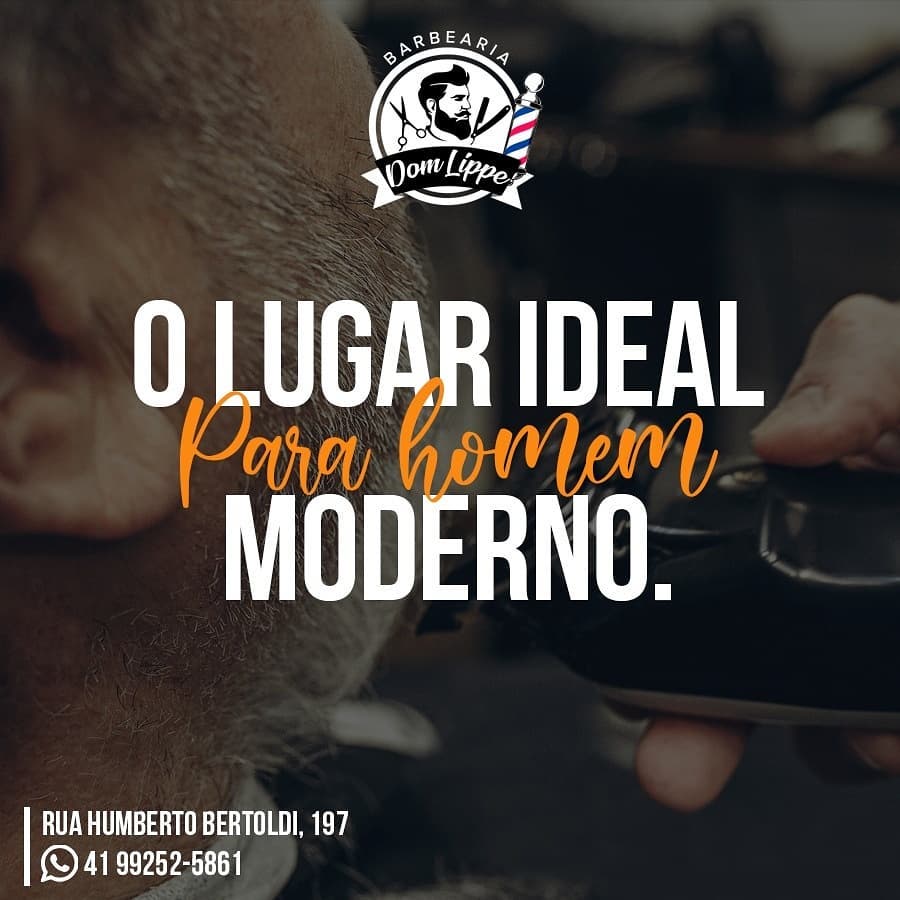 BARBEARIA
Dom Lippe
O LUGAR IDEAL
Para homem
MODERNO.
RUA HUMBERTO BERTOLDI, 197
41 99252-5861